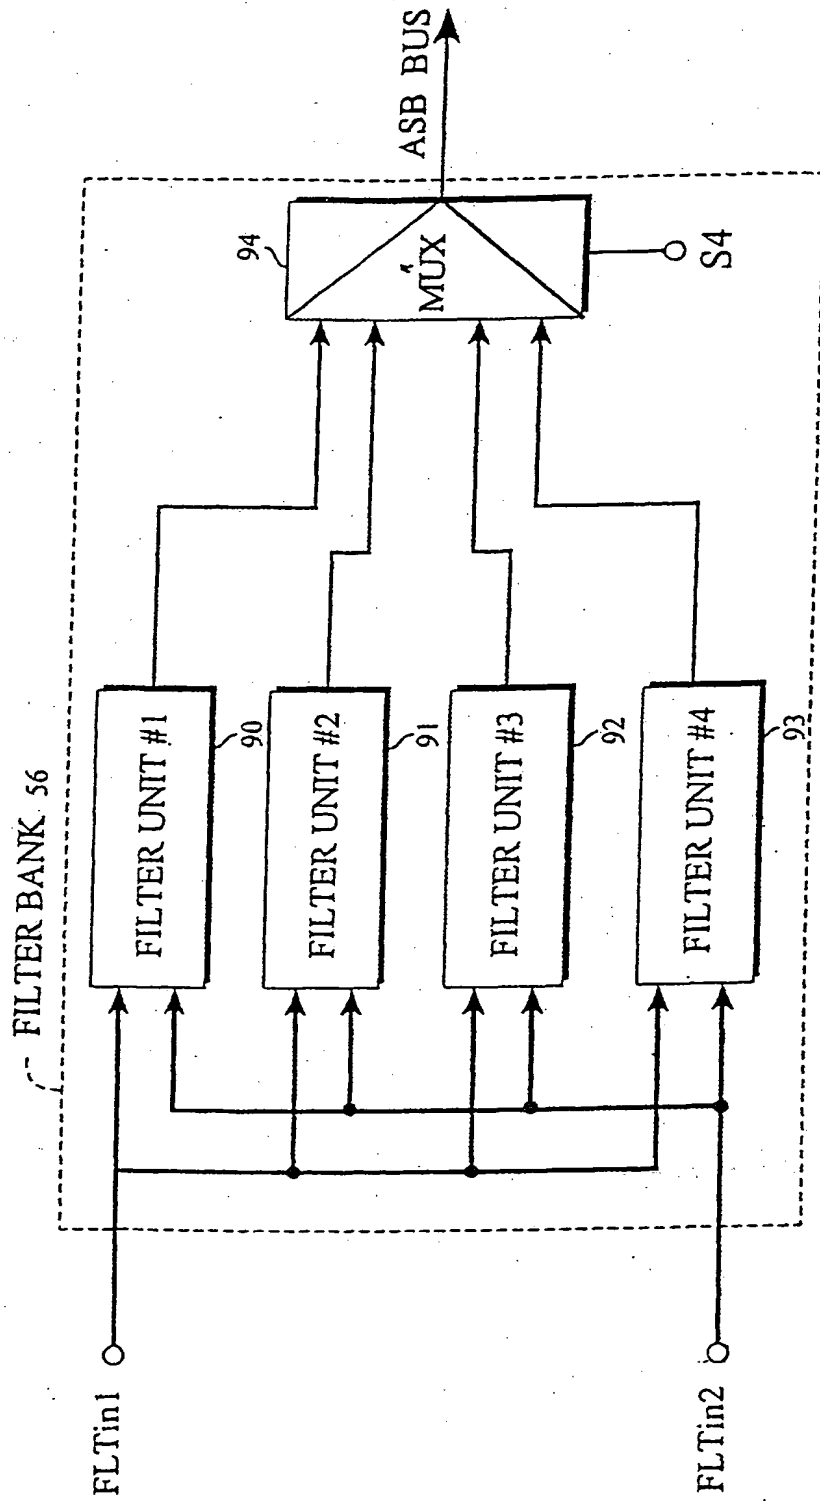 FILTER BANK 56
FLTin1
FLTin2
FILTER UNIT #1
90
FILTER UNIT #2
91
FILTER UNIT #3
92
FILTER UNIT #4
93
94
MUX
S4
ASB BUS